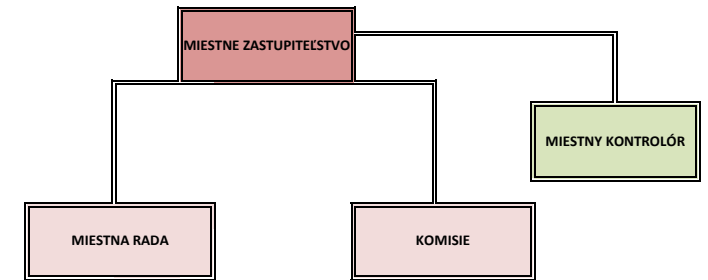 MIESTNE ZASTUPITEĽSTVO
MIESTNY KONTROLÓR
MIESTNA RADA
KOMISIE